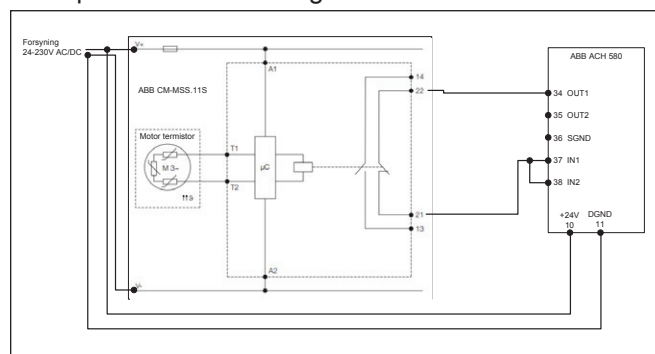 Forsyning
24-230V AC/DC
V+
ABB CM-MSS.11S
A1
14
22
Motor termistor
M 3~
T1
T2
µC
21
13
A2
V-
ABB ACH 580
34 OUT1
35 OUT2
36 SGND
37 IN1
38 IN2
+24V
10
DGND
11